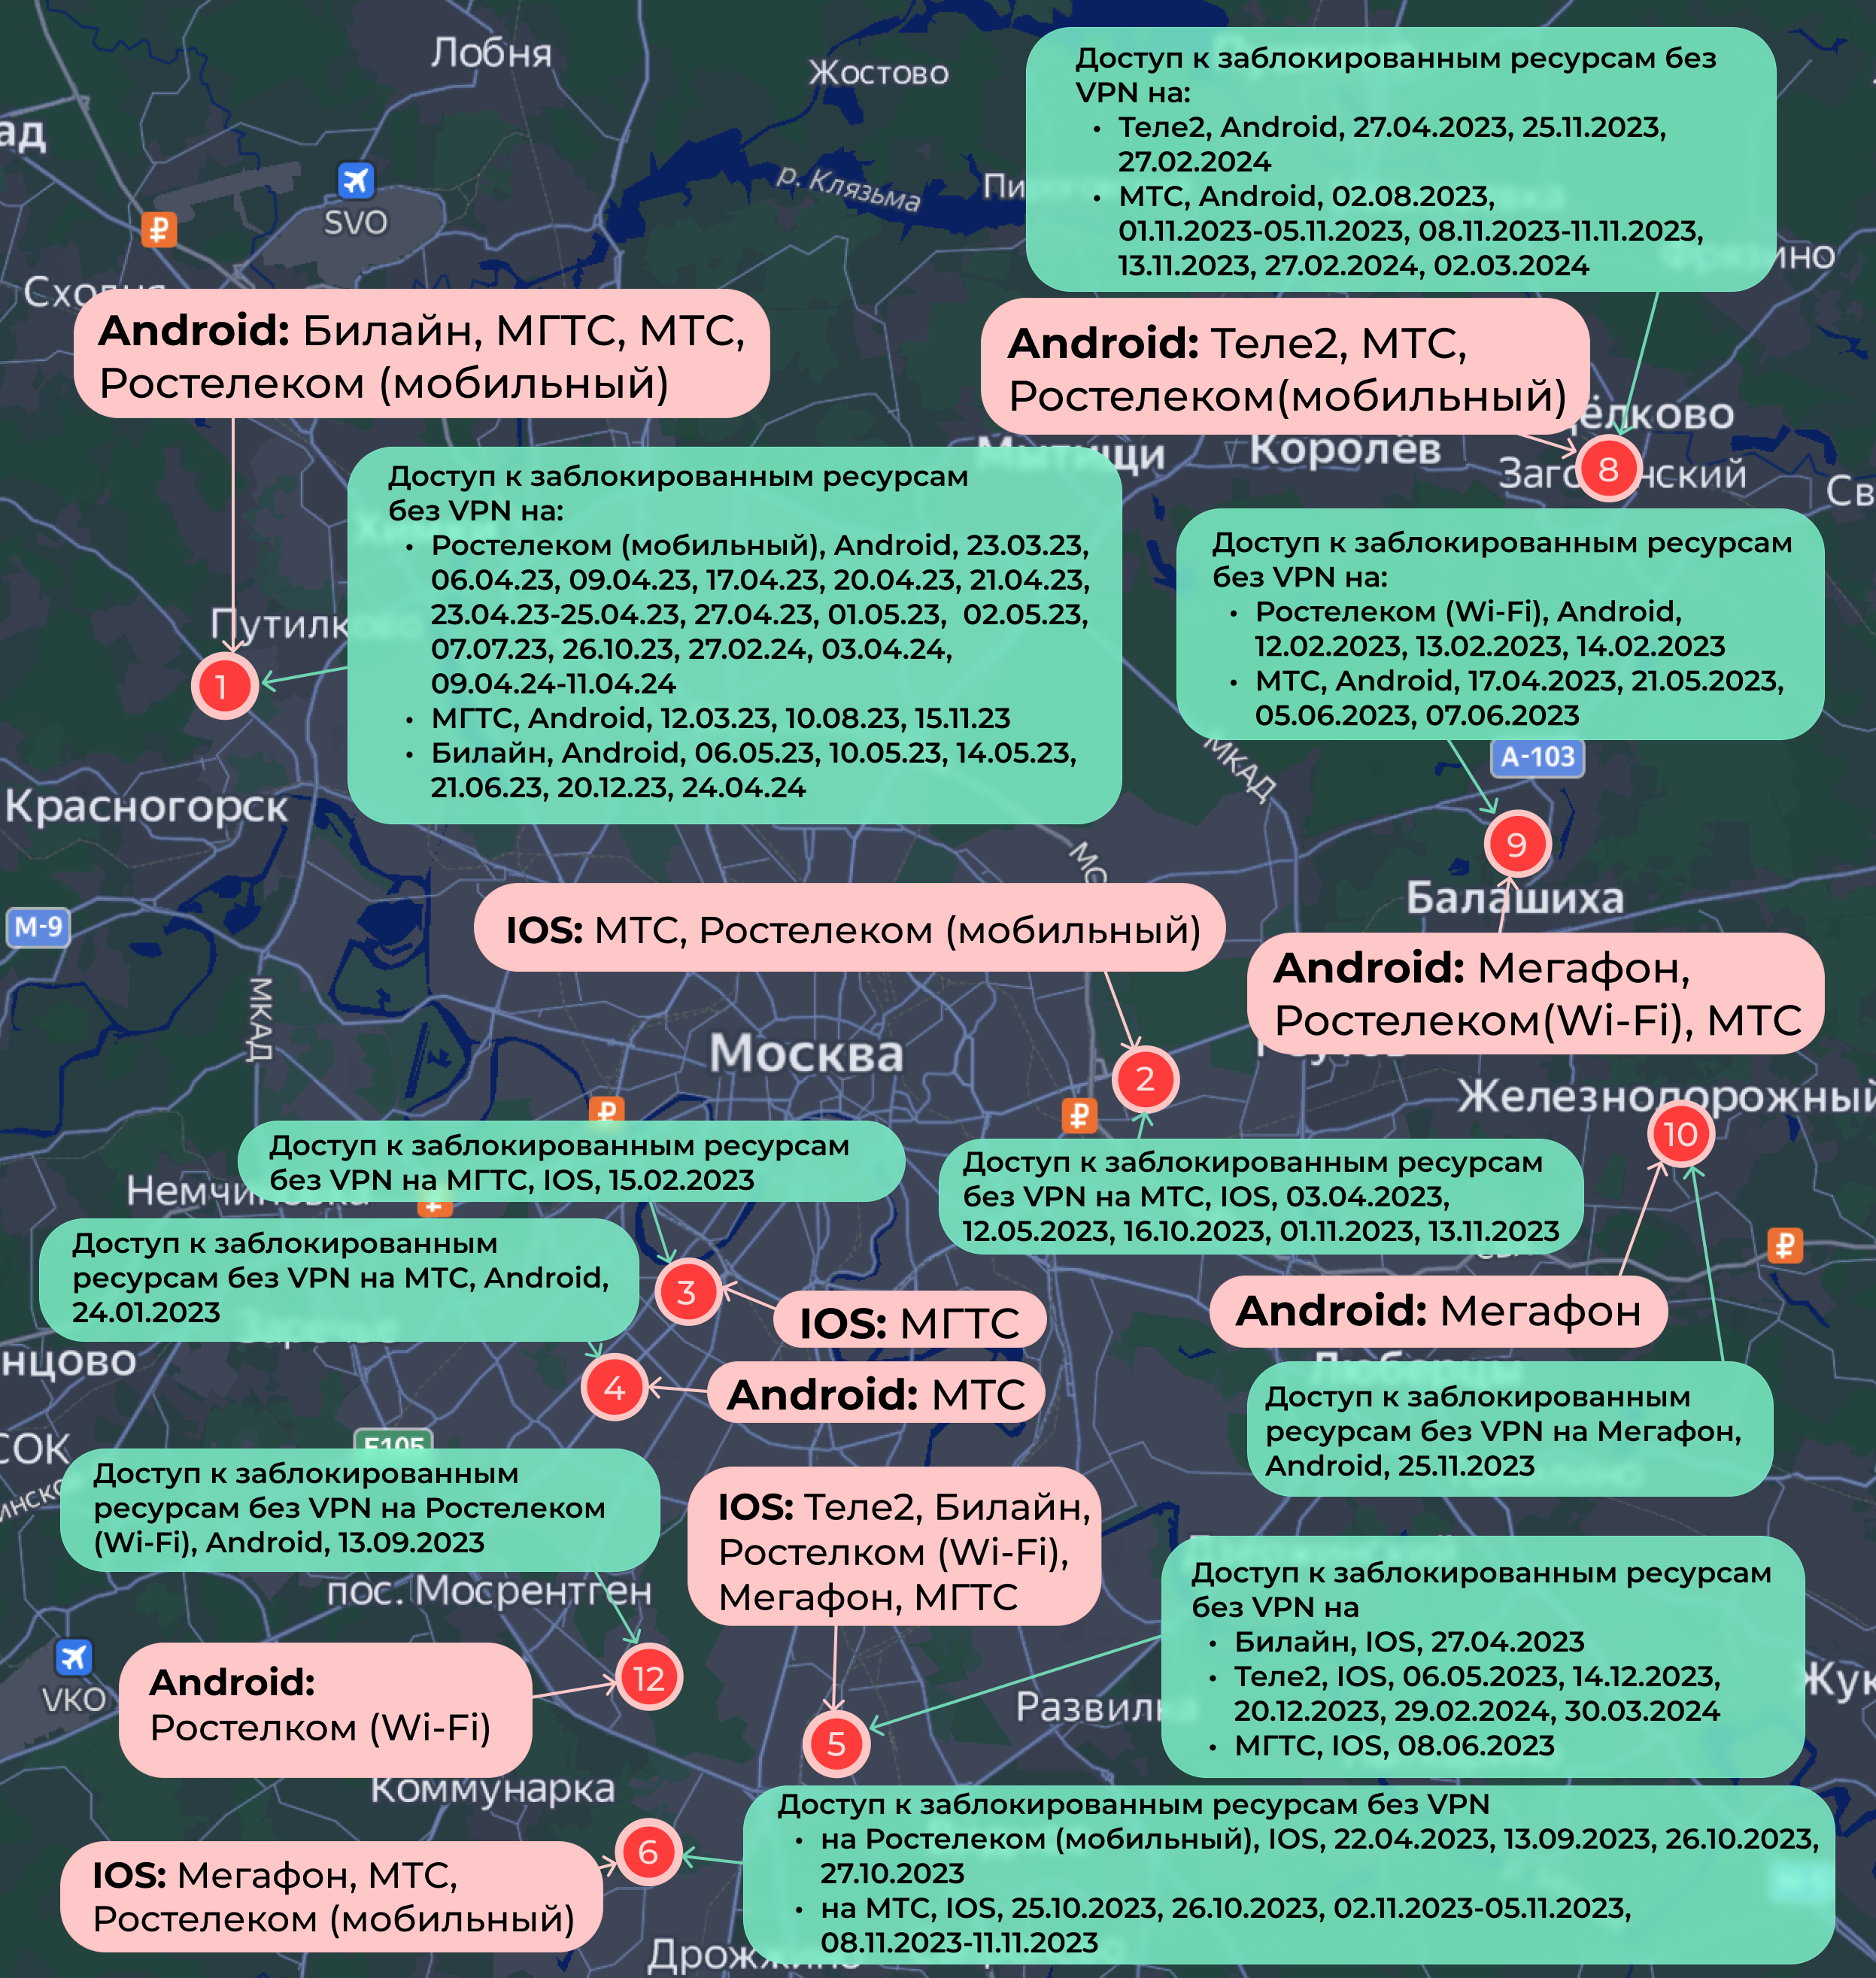 Лобня
Жостово
р. Клязьма
SVO
Доступ к заблокированным ресурсам без
VPN на:
• Теле2, Android, 27.04.2023, 25.11.2023,
27.02.2024
• МТС, Android, 02.08.2023,
01.11.2023-05.11.2023, 08.11.2023-11.11.2023,
13.11.2023, 27.02.2024, 02.03.2024
Android: Билайн, МГТС, МТС,
Ростелеком (мобильный)
Android: Теле2, МТС,
Ростелеком(мобильный)
Мытищи
Королёв
8
Доступ к заблокированным ресурсам
без VPN на:
• Ростелеком (мобильный), Android, 23.03.23,
06.04.23, 09.04.23, 17.04.23, 20.04.23, 21.04.23,
23.04.23-25.04.23, 27.04.23, 01.05.23, 02.05.23,
07.07.23, 26.10.23, 27.02.24, 03.04.24,
09.04.24-11.04.24
• МГТС, Android, 12.03.23, 10.08.23, 15.11.23
• Билайн, Android, 06.05.23, 10.05.23, 14.05.23,
21.06.23, 20.12.23, 24.04.24
Путилково
1
Доступ к заблокированным ресурсам
без VPN на:
• Ростелеком (Wi-Fi), Android,
12.02.2023, 13.02.2023, 14.02.2023
• МТС, Android, 17.04.2023, 21.05.2023,
05.06.2023, 07.06.2023
МКАД
А-103
Красногорск
9
Балашиха
М-9
IOS: МТС, Ростелеком (мобильный)
Android: Мегафон,
Ростелеком(Wi-Fi), МТС
МКАД
Москва
2
Железнодорожный
10
Доступ к заблокированным ресурсам
без VPN на МГТС, IOS, 15.02.2023
Доступ к заблокированным ресурсам
без VPN на МТС, IOS, 03.04.2023,
12.05.2023, 16.10.2023, 01.11.2023, 13.11.2023
Немчиновка
Доступ к заблокированным
ресурсам без VPN на МТС, Android,
24.01.2023
Заречье
3
IOS: МГТС
Android: Мегафон
4
Android: МТС
Люберцы
Доступ к заблокированным
ресурсам без VPN на Мегафон,
Android, 25.11.2023
E105
Доступ к заблокированным
ресурсам без VPN на Ростелеком
(Wi-Fi), Android, 13.09.2023
IOS: Теле2, Билайн,
Ростелком (Wi-Fi),
Мегафон, МГТС
пос. Мосрентген
Доступ к заблокированным ресурсам
без VPN на
• Билайн, IOS, 27.04.2023
• Теле2, IOS, 06.05.2023, 14.12.2023,
20.12.2023, 29.02.2024, 30.03.2024
• МГТС, IOS, 08.06.2023
VKO
Android:
Ростелком (Wi-Fi)
12
Развилка
5
Коммунарка
6
IOS: Мегафон, МТС,
Ростелеком (мобильный)
Доступ к заблокированным ресурсам без VPN
• на Ростелеком (мобильный), IOS, 22.04.2023, 13.09.2023, 26.10.2023,
27.10.2023
• на МТС, IOS, 25.10.2023, 26.10.2023, 02.11.2023-05.11.2023,
08.11.2023-11.11.2023
Дрожжино